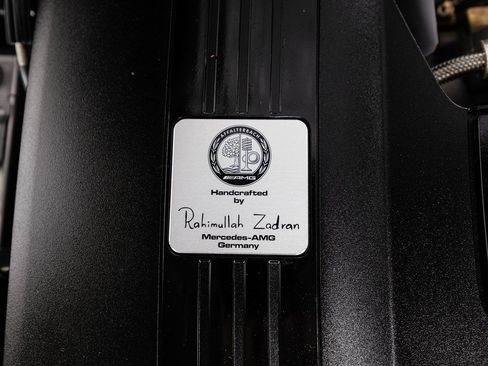 AFFALTERBACH
AMG
Handcrafted
by
Rahimullah Zadran
Mercedes-AMG
Germany